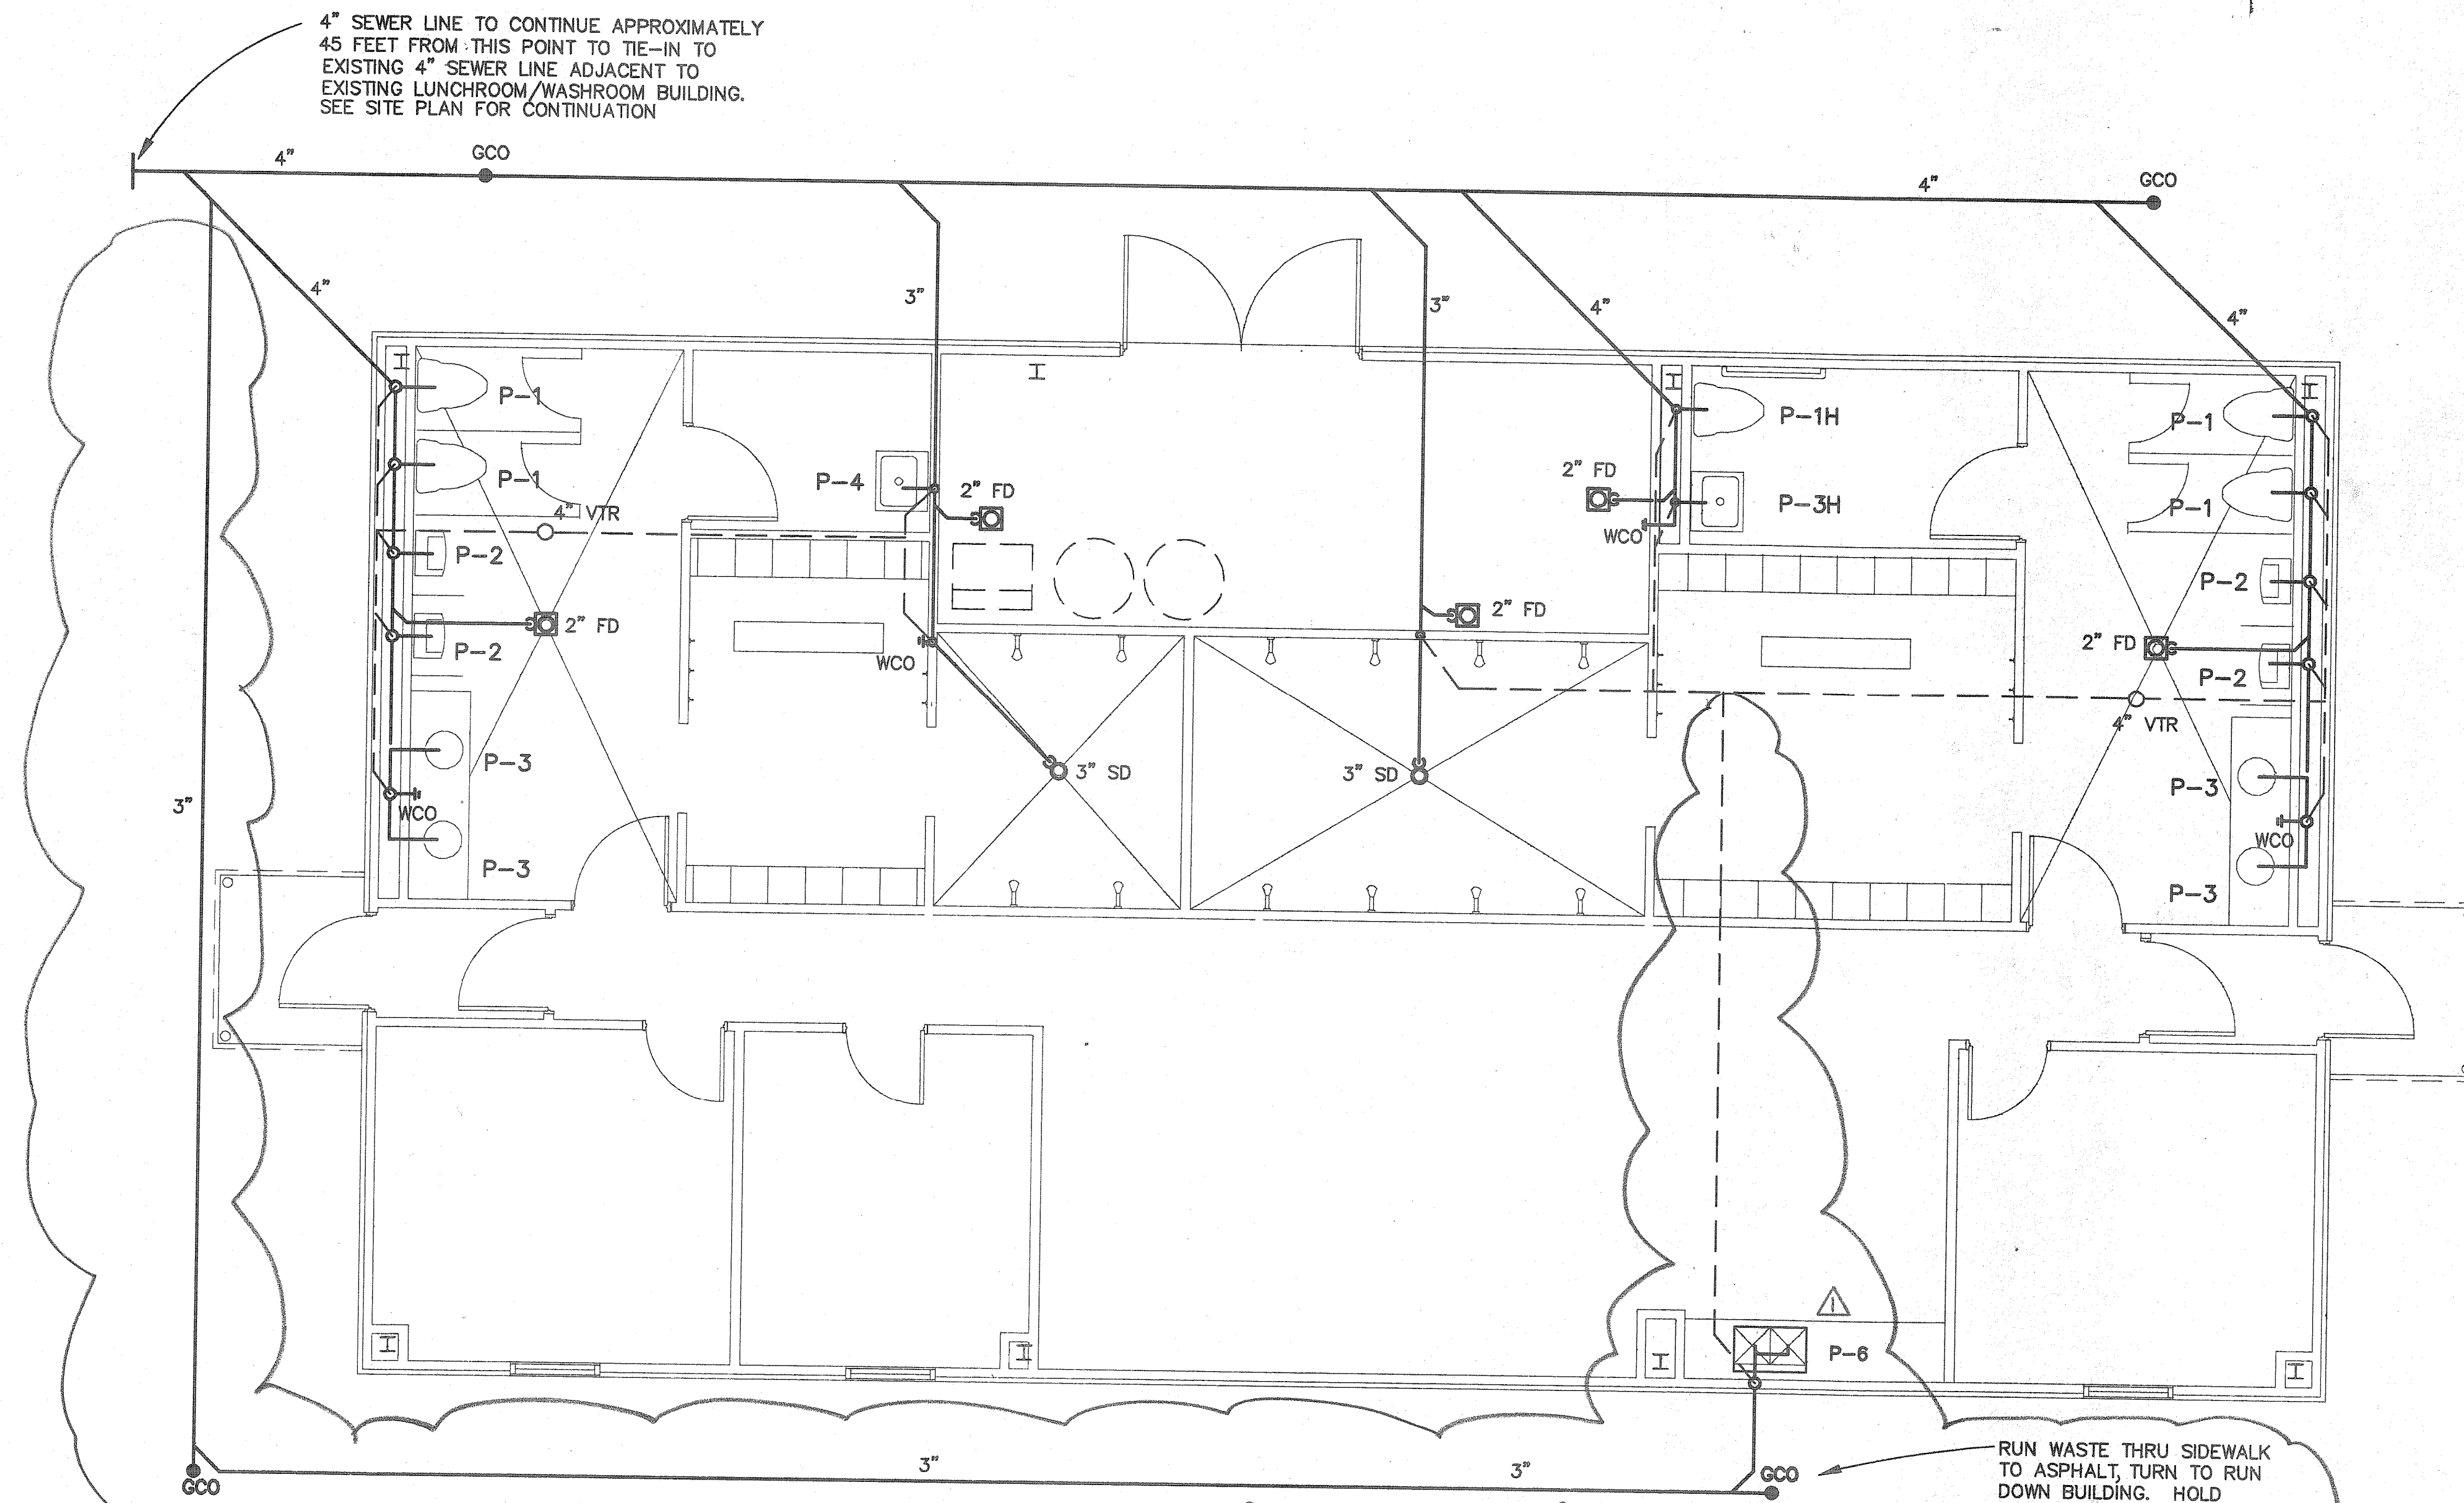 4" SEWER LINE TO CONTINUE APPROXIMATELY
45 FEET FROM THIS POINT TO TIE-IN TO
EXISTING 4" SEWER LINE ADJACENT TO
EXISTING LUNCHROOM/WASHROOM BUILDING.
SEE SITE PLAN FOR CONTINUATION
4"
GCO
4"
GCO
4"
3"
3"
4"
4"
P-1
P-1H
P-1
P-1
P-4
2" FD
2" FD
P-3H
P-1
4" VTR
WCO
P-2
P-2
2" FD
2" FD
P-2
WCO
2" FD
P-2
4" VTR
P-3
3" SD
3" SD
P-3
3"
WCO
WCO
P-3
P-3
1
P-6
3"
3"
GCO
GCO
RUN WASTE THRU SIDEWALK
TO ASPHALT, TURN TO RUN
DOWN BUILDING. HOLD